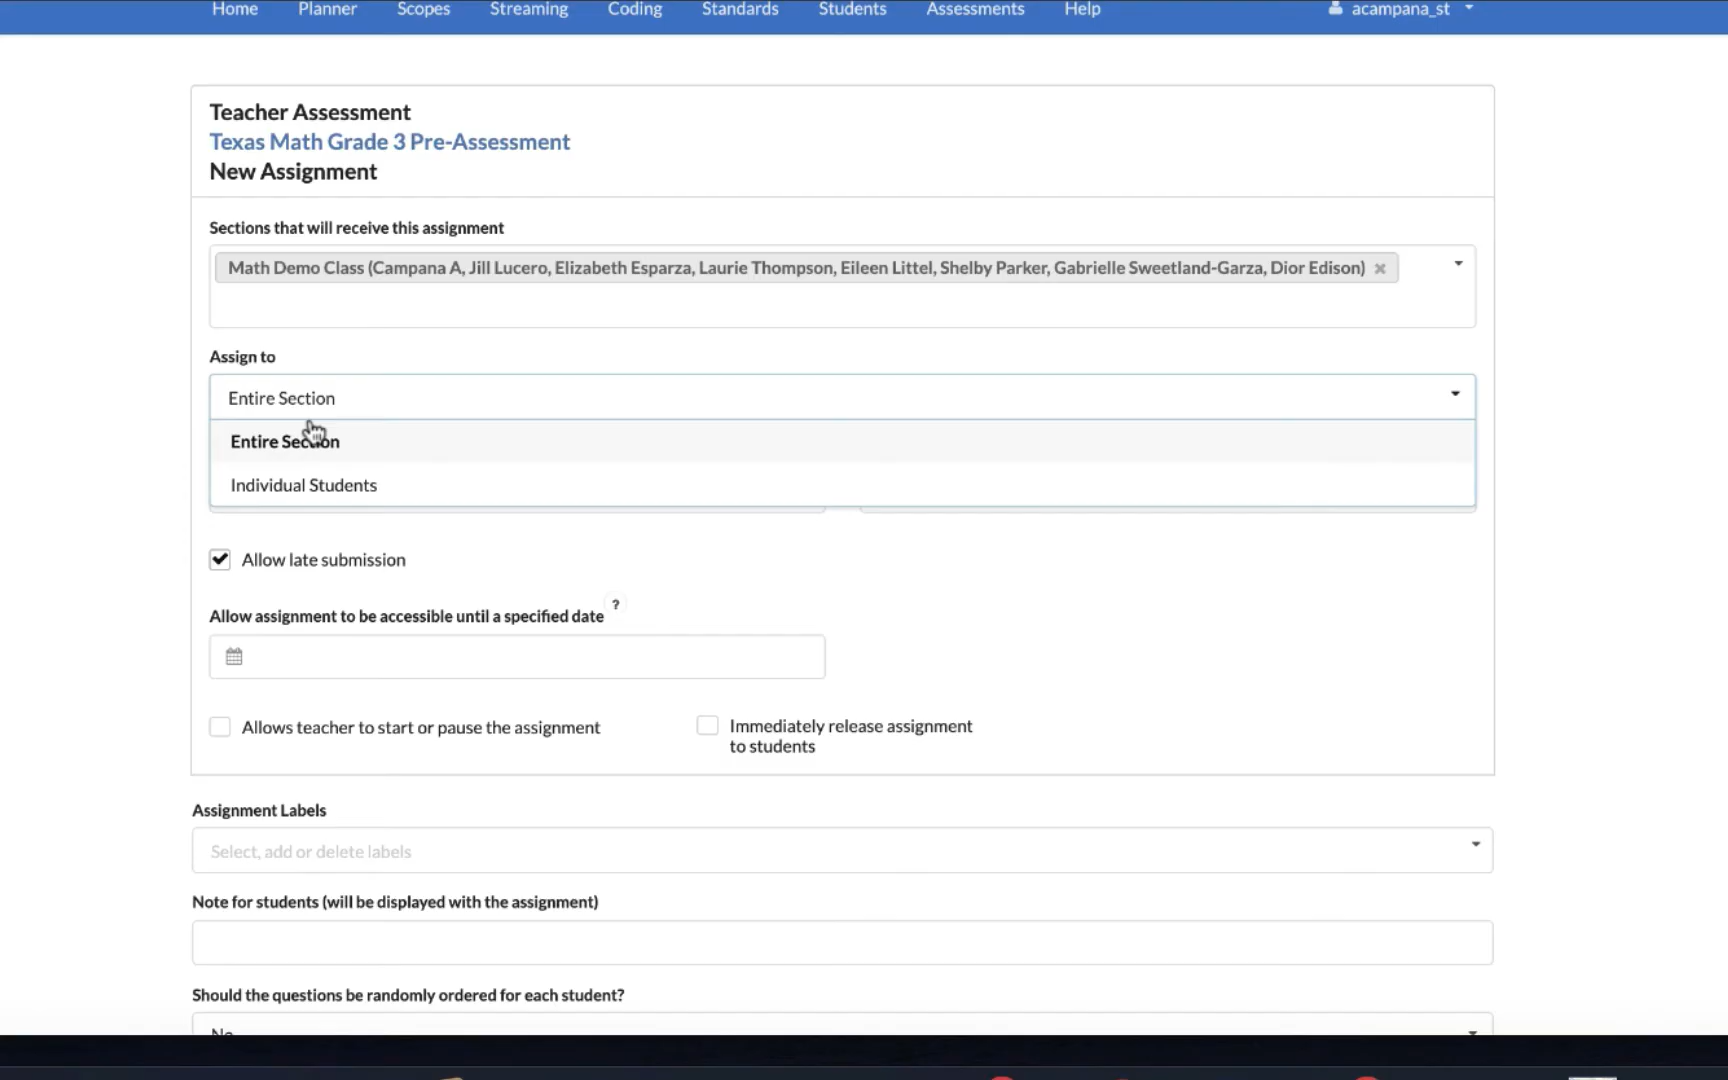 Home Planner Scopes Streaming Coding Standards Students Assessments Help acampana_st
Teacher Assessment
Texas Math Grade 3 Pre-Assessment
New Assignment
Sections that will receive this assignment
Math Demo Class (Campana A, Jill Lucero, Elizabeth Esparza, Laurie Thompson, Eileen Littel, Shelby Parker, Gabrielle Sweetland-Garza, Dior Edison) ×
Assign to
Entire Section
Entire Section
Individual Students
Allow late submission
Allow assignment to be accessible until a specified date ?
Allows teacher to start or pause the assignment
Immediately release assignment
to students
Assignment Labels
Select, add or delete labels
Note for students (will be displayed with the assignment)
Should the questions be randomly ordered for each student?
No